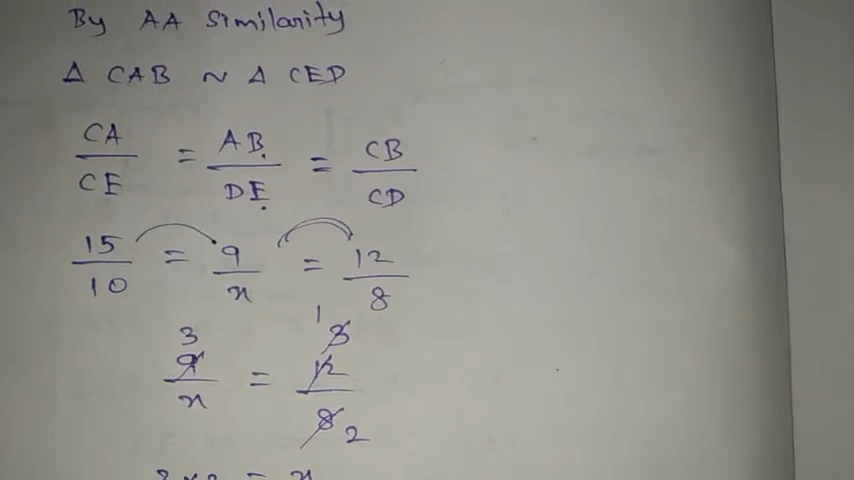 By AA Similarity
Δ CAB ~ Δ CED
CA/CE = AB/DE = CB/CD
15/10 = 9/x = 12/8
3 1 3
9/x = 12/8 2
= x